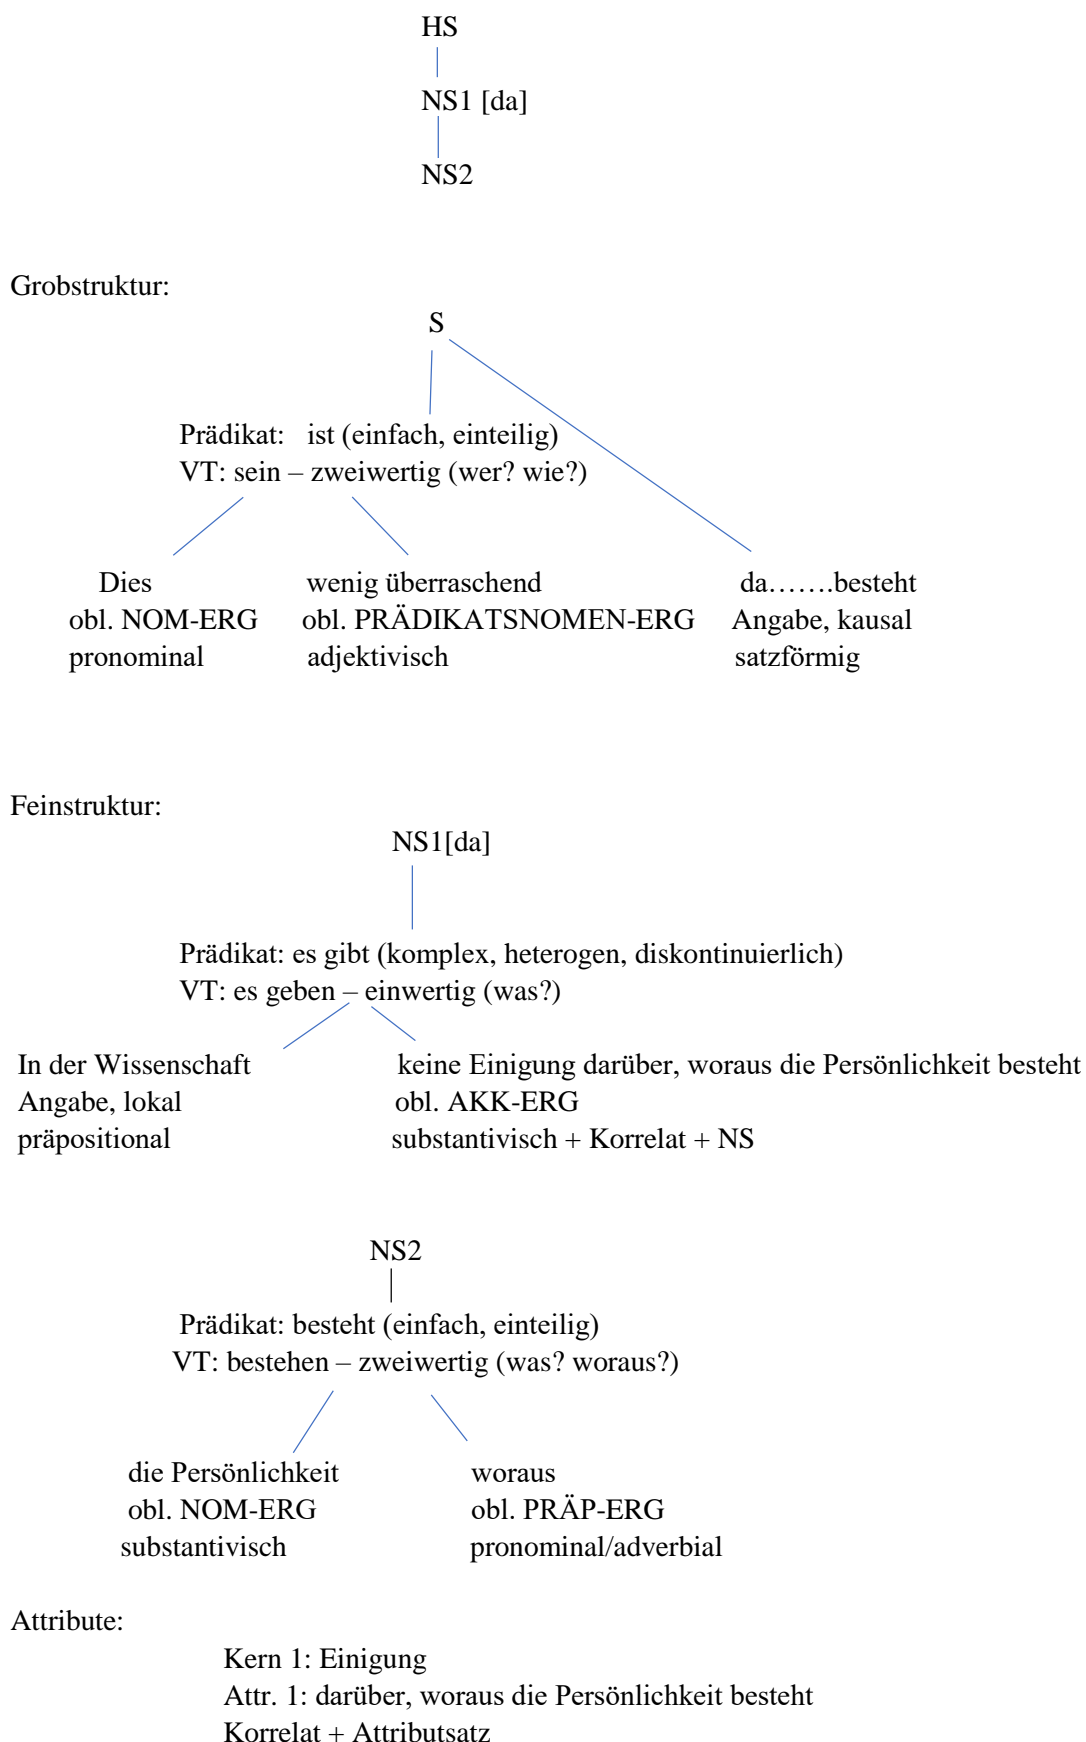 HS
NS1 [da]
NS2
Grobstruktur:
S
Prädikat: ist (einfach, einteilig)
VT: sein – zweiwertig (wer? wie?)
Dies wenig überraschend da…….besteht
obl. NOM-ERG obl. PRÄDIKATSNOMEN-ERG Angabe, kausal
pronominal adjektivisch satzförmig
Feinstruktur:
NS1[da]
Prädikat: es gibt (komplex, heterogen, diskontinuierlich)
VT: es geben – einwertig (was?)
In der Wissenschaft keine Einigung darüber, woraus die Persönlichkeit besteht
Angabe, lokal obl. AKK-ERG
präpositional substantivisch + Korrelat + NS
NS2
Prädikat: besteht (einfach, einteilig)
VT: bestehen – zweiwertig (was? woraus?)
die Persönlichkeit woraus
obl. NOM-ERG obl. PRÄP-ERG
substantivisch pronominal/adverbial
Attribute:
Kern 1: Einigung
Attr. 1: darüber, woraus die Persönlichkeit besteht
Korrelat + Attributsatz